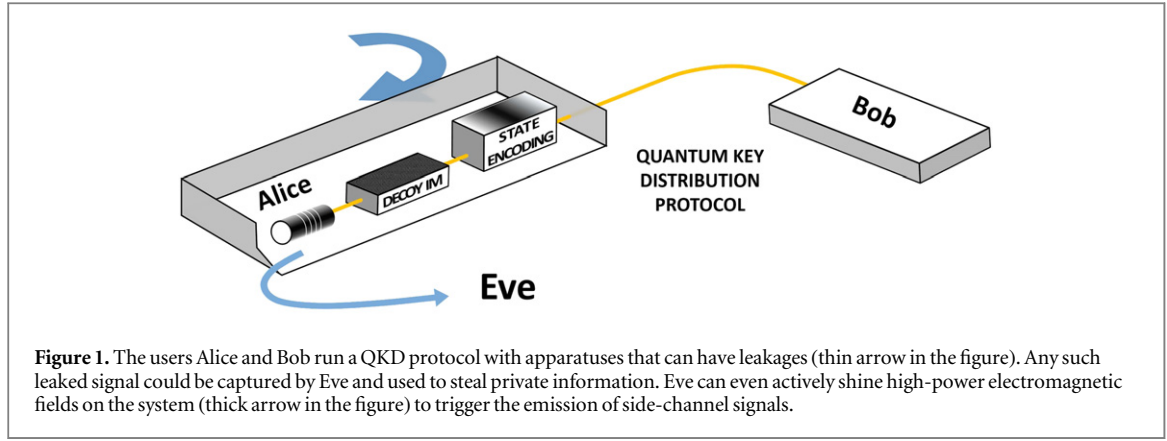 Alice
DECOY IM
STATE
ENCODING
Bob
QUANTUM KEY
DISTRIBUTION
PROTOCOL
Eve
Figure 1. The users Alice and Bob run a QKD protocol with apparatuses that can have leakages (thin arrow in the figure). Any such
leaked signal could be captured by Eve and used to steal private information. Eve can even actively shine high-power electromagnetic
fields on the system (thick arrow in the figure) to trigger the emission of side-channel signals.